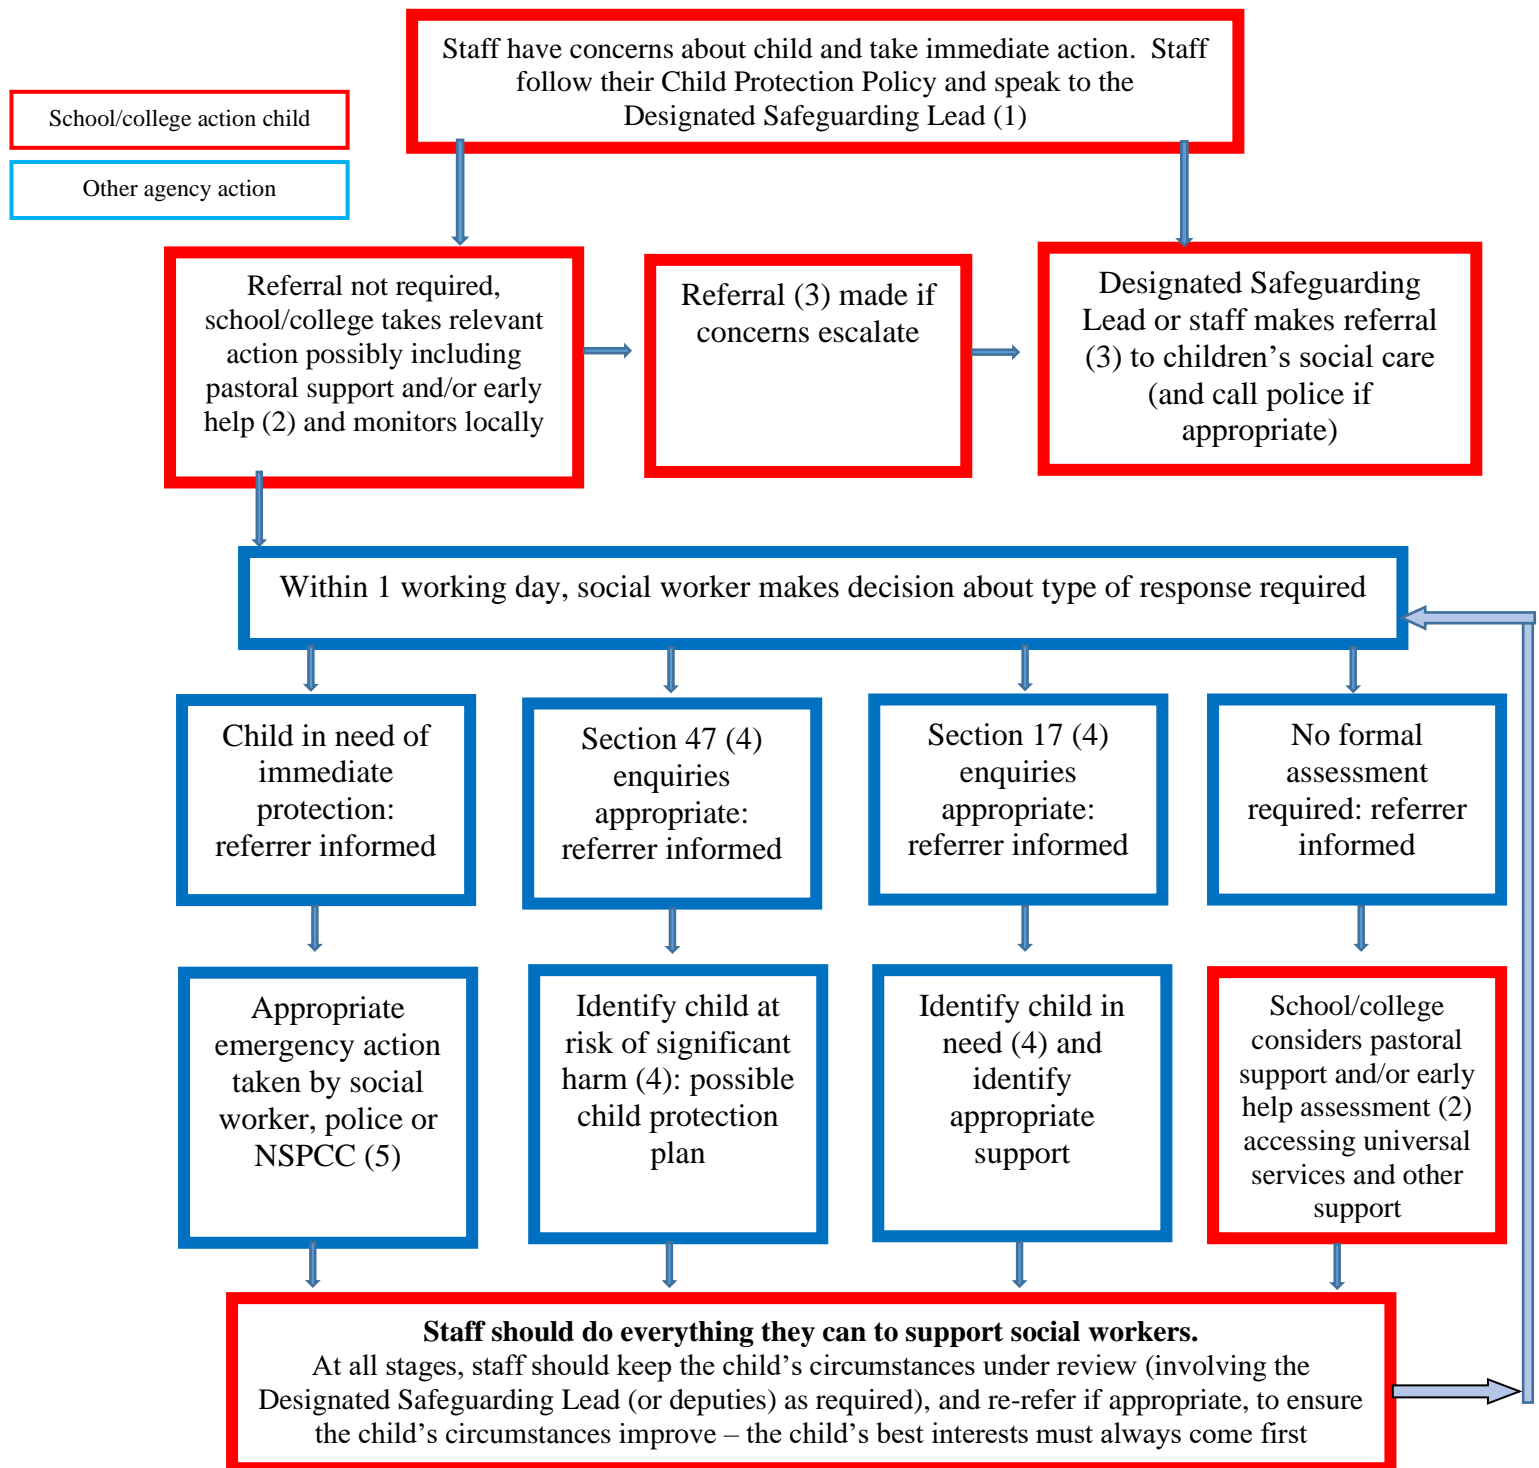 Staff have concerns about child and take immediate action.  Staff
follow their Child Protection Policy and speak to the
Designated Safeguarding Lead (1)
School/college action child
Other agency action
Referral not required,
school/college takes relevant
action possibly including
pastoral support and/or early
help (2) and monitors locally
Referral (3) made if
concerns escalate
Designated Safeguarding
Lead or staff makes referral
(3) to children’s social care
(and call police if
appropriate)
Within 1 working day, social worker makes decision about type of response required
Child in need of
immediate
protection:
referrer informed
Section 47 (4)
enquiries
appropriate:
referrer informed
Section 17 (4)
enquiries
appropriate:
referrer informed
No formal
assessment
required: referrer
informed
Appropriate
emergency action
taken by social
worker, police or
NSPCC (5)
Identify child at
risk of significant
harm (4): possible
child protection
plan
Identify child in
need (4) and
identify
appropriate
support
School/college
considers pastoral
support and/or early
help assessment (2)
accessing universal
services and other
support
Staff should do everything they can to support social workers.
At all stages, staff should keep the child’s circumstances under review (involving the
Designated Safeguarding Lead (or deputies) as required), and re-refer if appropriate, to ensure
the child’s circumstances improve – the child’s best interests must always come first